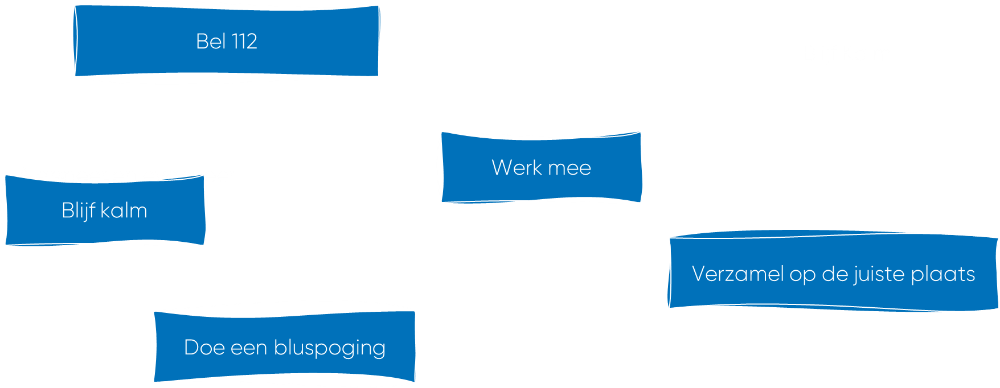 Bel 112
Werk mee
Blijf kalm
Verzamel op de juiste plaats
Doe een bluspoging